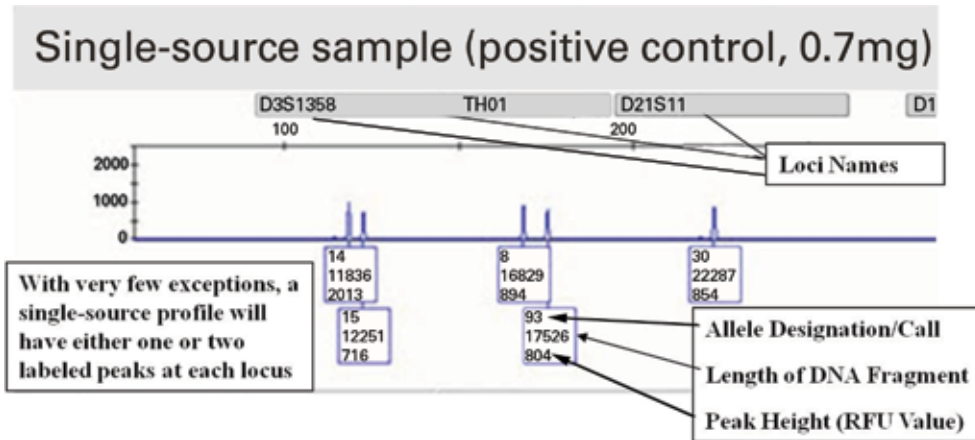 Single-source sample (positive control, 0.7mg)
D3S1358 TH01 D21S11 D1
100 200
Loci Names
2000
1000
0
With very few exceptions, a
single-source profile will
have either one or two
labeled peaks at each locus
14
11836
2013
15
12251
716
8
16829
894
93
17526
804
30
22287
854
Allele Designation/Call
Length of DNA Fragment
Peak Height (RFU Value)